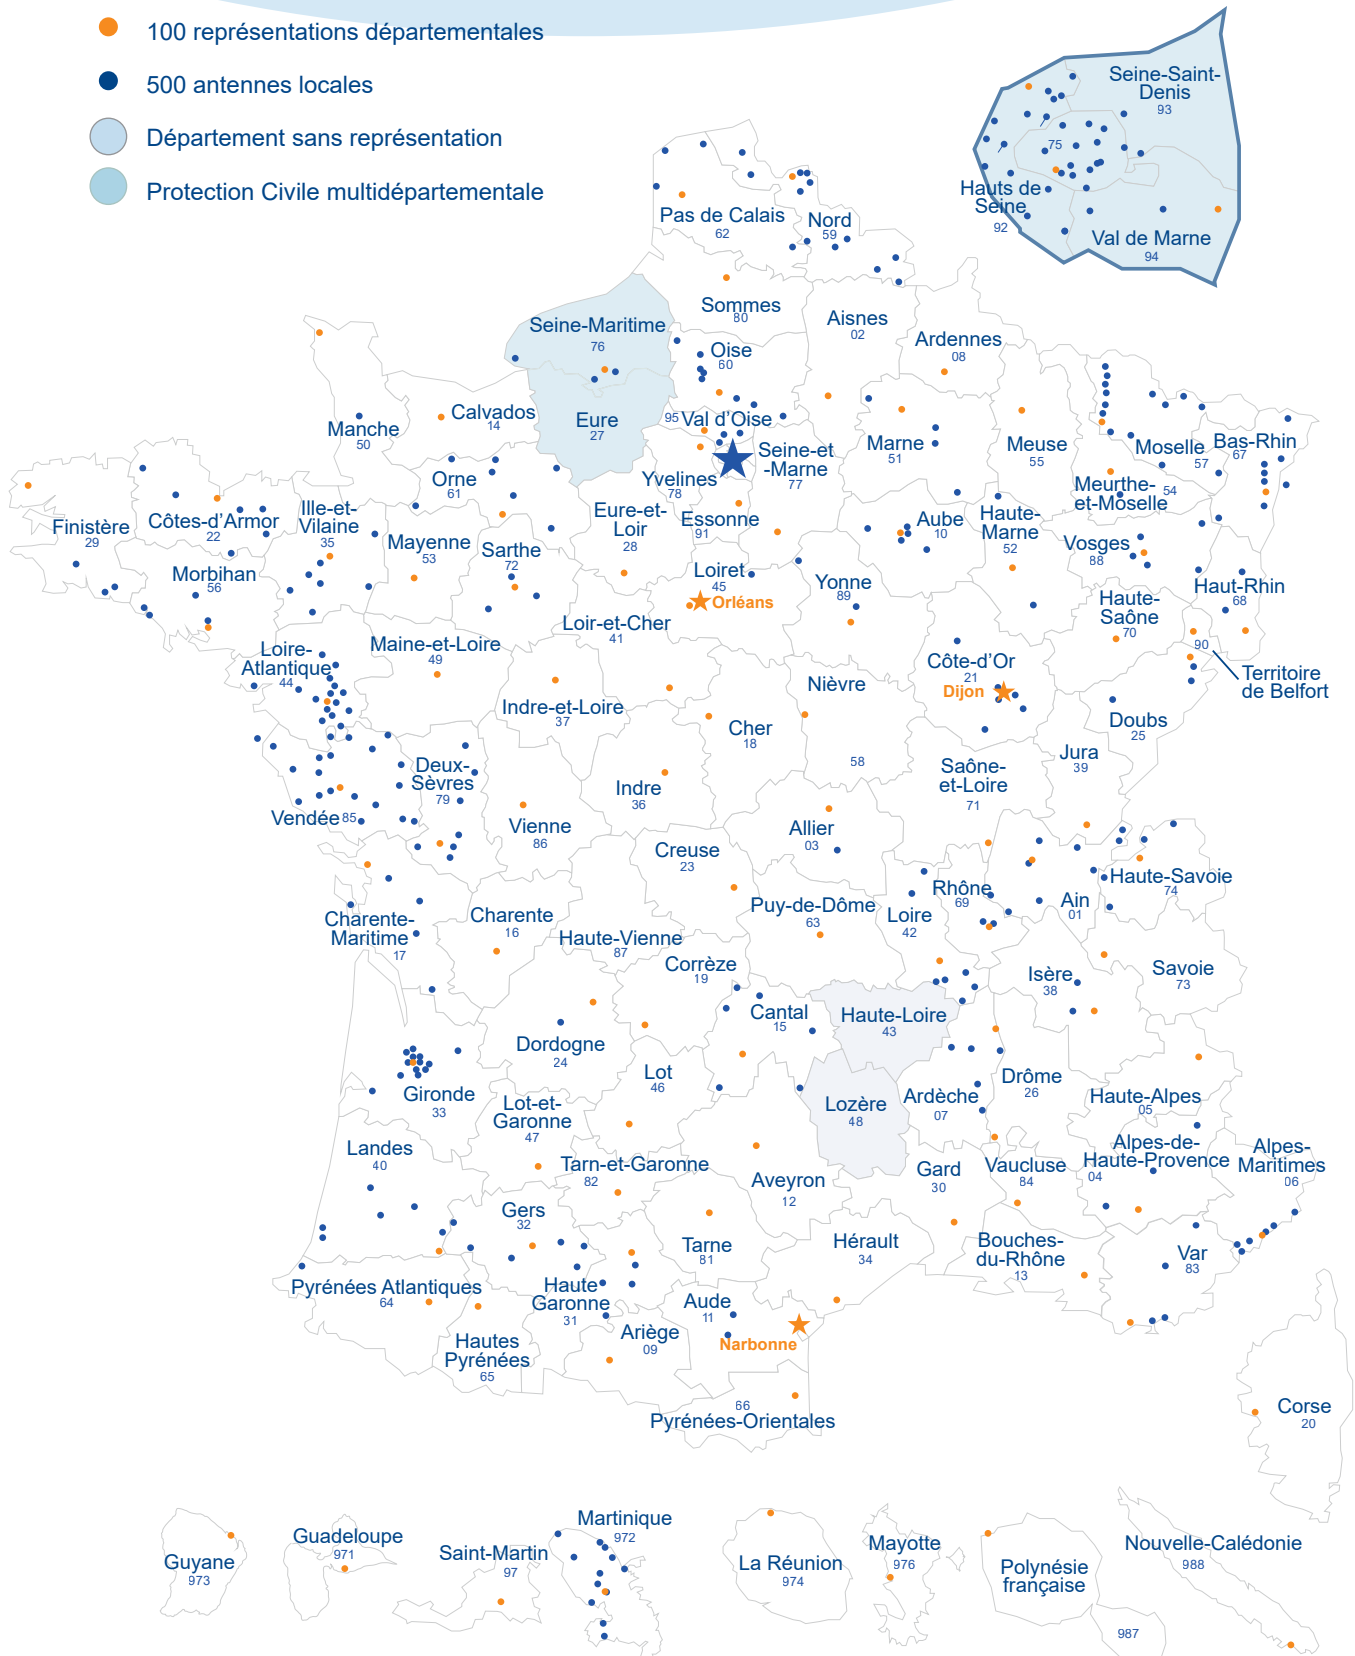 100 représentations départementales
500 antennes locales
Département sans représentation
Protection Civile multidépartementale
Seine-Saint-
Denis
93
75
Hauts de
Seine
92
Val de Marne
94
Pas de Calais
62
Nord
59
Sommes
80
Aisnes
02
Ardennes
08
Seine-Maritime
76
Oise
60
Eure
27
95 Val d'Oise
Calvados
14
Manche
50
Marne
51
Meuse
55
Moselle
57
Bas-Rhin
67
Seine-et
-Marne
77
Yvelines
78
Orne
61
Meurthe-
et-Moselle
54
Essonne
91
Eure-et-
Loir
28
Aube
10
Haute-
Marne
52
Vosges
88
Finistère
29
Côtes-d'Armor
22
Ille-et-
Vilaine
35
Mayenne
53
Sarthe
72
Morbihan
56
Loiret
45
Orléans
Yonne
89
Haut-Rhin
68
Haute-
Saône
70
90
Territoire
de Belfort
Loir-et-Cher
41
Maine-et-Loire
49
Loire-
Atlantique
44
Côte-d'Or
21
Dijon
Nièvre
58
Indre-et-Loire
37
Cher
18
Doubs
25
Jura
39
Saône-
et-Loire
71
Deux-
Sèvres
79
Indre
36
Vendée 85
Vienne
86
Allier
03
Creuse
23
Haute-Savoie
74
Rhône
69
Ain
01
Puy-de-Dôme
63
Loire
42
Charente-
Maritime
17
Charente
16
Haute-Vienne
87
Corrèze
19
Isère
38
Savoie
73
Cantal
15
Haute-Loire
43
Dordogne
24
Lot
46
Drôme
26
Gironde
33
Lot-et-
Garonne
47
Lozère
48
Ardèche
07
Haute-Alpes
05
Landes
40
Tarn-et-Garonne
82
Aveyron
12
Gard
30
Vaucluse
84
Alpes-de-
Haute-Provence
04
Alpes-
Maritimes
06
Gers
32
Tarne
81
Hérault
34
Bouches-
du-Rhône
13
Var
83
Pyrénées Atlantiques
64
Haute
Garonne
31
Aude
11
Narbonne
Ariège
09
Hautes
Pyrénées
65
66
Pyrénées-Orientales
Corse
20
Guyane
973
Guadeloupe
971
Saint-Martin
97
Martinique
972
La Réunion
974
Mayotte
976
Polynésie
française
987
Nouvelle-Calédonie
988